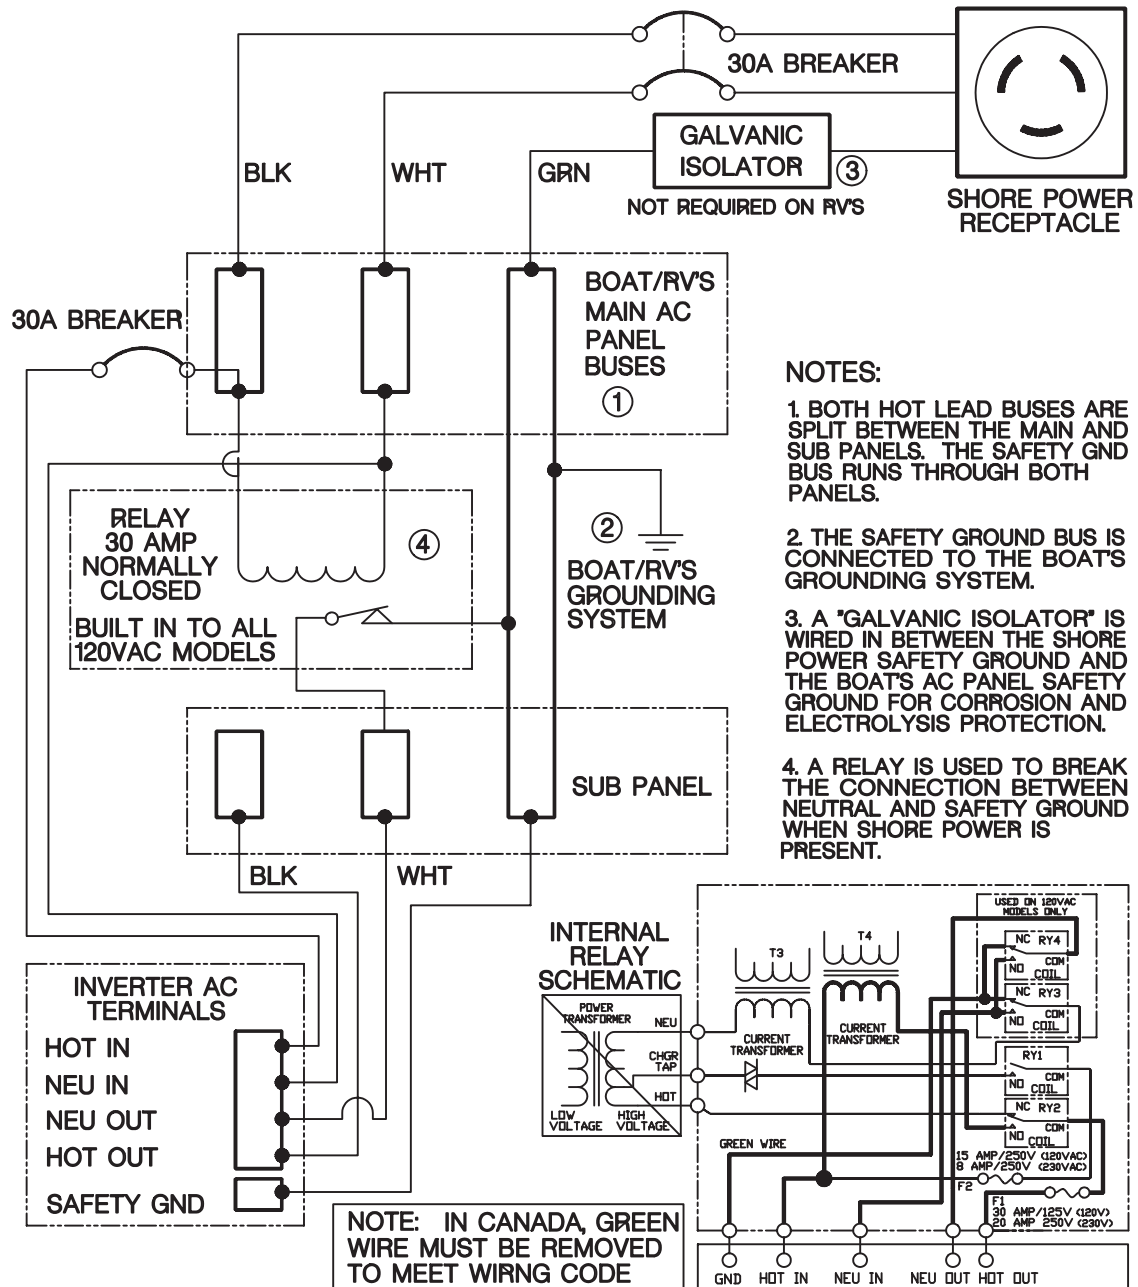 30A BREAKER
GALVANIC
ISOLATOR
3
NOT REQUIRED ON RV'S
SHORE POWER
RECEPTACLE
BLK
WHT
GRN
30A BREAKER
BOAT/RV'S
MAIN AC
PANEL
BUSES
1
RELAY
30 AMP
NORMALLY
CLOSED
4
BUILT IN TO ALL
120VAC MODELS
2
BOAT/RV'S
GROUNDING
SYSTEM
SUB PANEL
BLK
WHT
NOTES:
1. BOTH HOT LEAD BUSES ARE
SPLIT BETWEEN THE MAIN AND
SUB PANELS. THE SAFETY GND
BUS RUNS THROUGH BOTH
PANELS.
2. THE SAFETY GROUND BUS IS
CONNECTED TO THE BOAT'S
GROUNDING SYSTEM.
3. A "GALVANIC ISOLATOR" IS
WIRED IN BETWEEN THE SHORE
POWER SAFETY GROUND AND
THE BOAT'S AC PANEL SAFETY
GROUND FOR CORROSION AND
ELECTROLYSIS PROTECTION.
4. A RELAY IS USED TO BREAK
THE CONNECTION BETWEEN
NEUTRAL AND SAFETY GROUND
WHEN SHORE POWER IS
PRESENT.
INVERTER AC
TERMINALS
HOT IN
NEU IN
NEU OUT
HOT OUT
SAFETY GND
NOTE: IN CANADA, GREEN
WIRE MUST BE REMOVED
TO MEET WIRNG CODE
INTERNAL
RELAY
SCHEMATIC
POWER
TRANSFORMER
LOW
VOLTAGE
HIGH
VOLTAGE
NEU
CHGR
TAP
HOT
T3
T4
CURRENT
TRANSFORMER
CURRENT
TRANSFORMER
USED ON 120VAC
MODELS ONLY
NC RY4
COM
NO
COIL
NC RY3
COM
NO
COIL
RY1
COM
NO
COIL
NC RY2
COM
NO
COIL
GREEN WIRE
15 AMP/250V (120VAC)
8 AMP/250V (230VAC)
F2
F1
30 AMP/125V (120V)
20 AMP 250V (230V)
GND
HOT IN
NEU IN
NEU OUT
HOT OUT